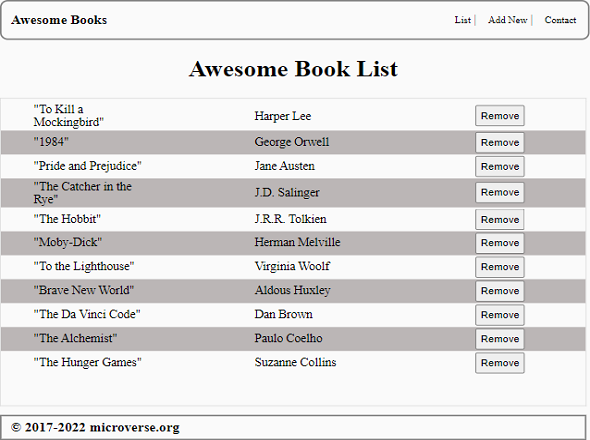 Awesome Books
List | Add New | Contact
Awesome Book List
"To Kill a
Mockingbird" Harper Lee Remove
"1984" George Orwell Remove
"Pride and Prejudice" Jane Austen Remove
"The Catcher in the
Rye" J.D. Salinger Remove
"The Hobbit" J.R.R. Tolkien Remove
"Moby-Dick" Herman Melville Remove
"To the Lighthouse" Virginia Woolf Remove
"Brave New World" Aldous Huxley Remove
"The Da Vinci Code" Dan Brown Remove
"The Alchemist" Paulo Coelho Remove
"The Hunger Games" Suzanne Collins Remove
© 2017-2022 microverse.org